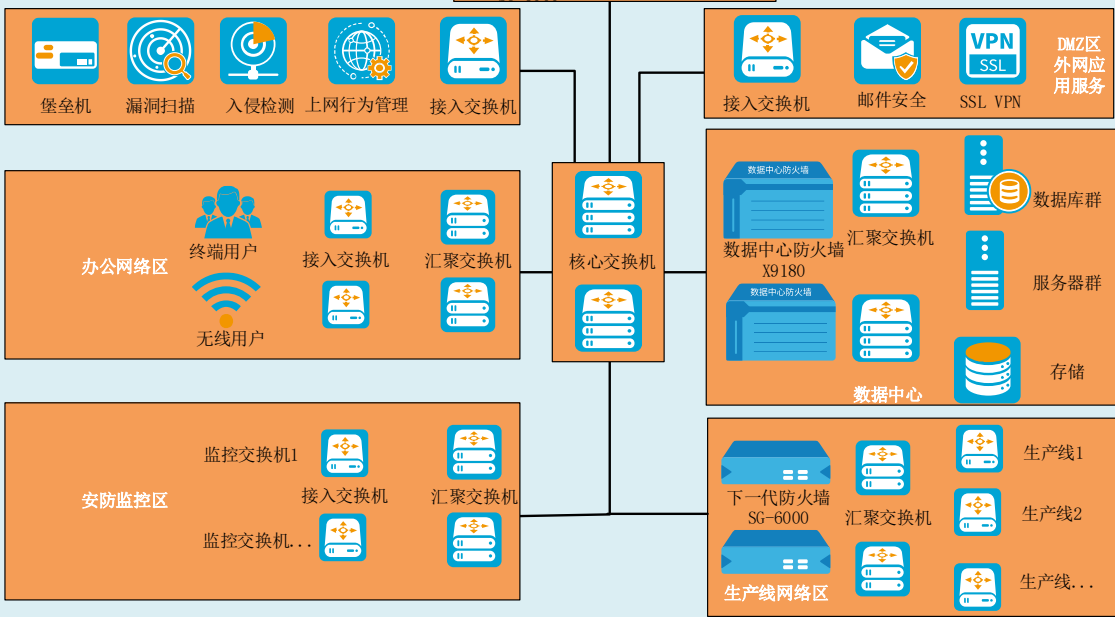 堡垒机
漏洞扫描
入侵检测
上网行为管理
接入交换机
接入交换机
邮件安全
VPN
SSL
SSL VPN
DMZ区
外网应
用服务
办公网络区
终端用户
无线用户
接入交换机
汇聚交换机
核心交换机
数据中心防火墙
数据中心防火墙
X9180
数据中心防火墙
汇聚交换机
数据库群
服务器群
存储
数据中心
安防监控区
监控交换机1
监控交换机...
接入交换机
汇聚交换机
下一代防火墙
SG-6000
汇聚交换机
生产线1
生产线2
生产线...
生产线网络区